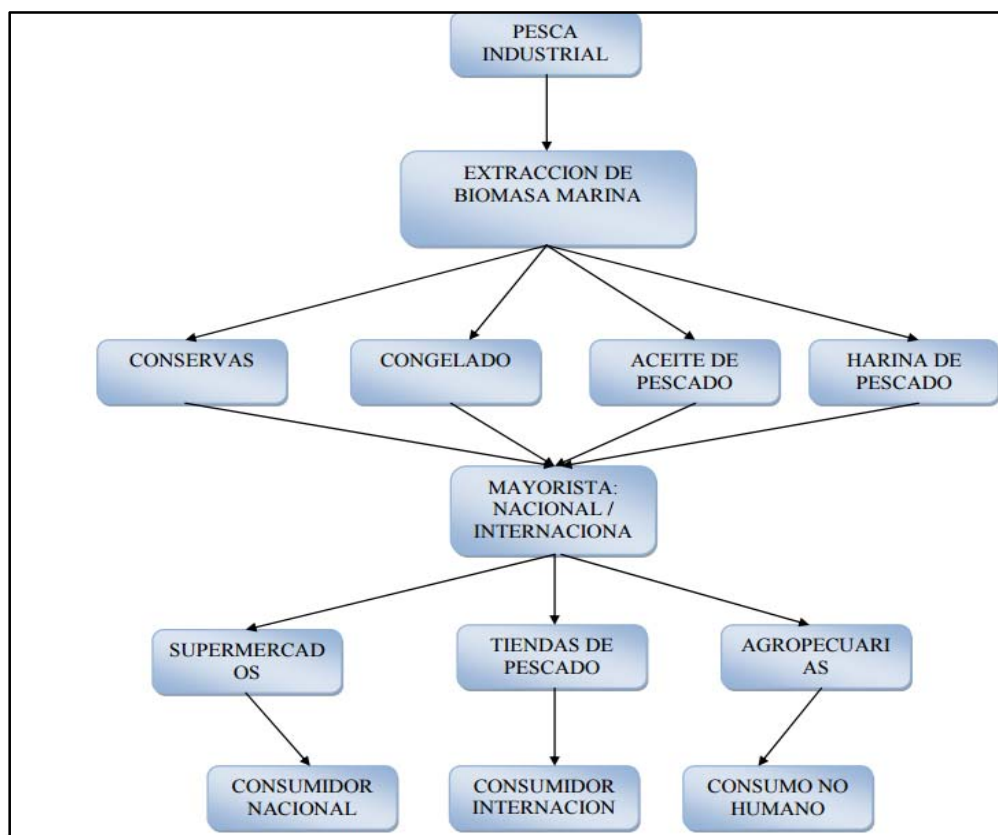 PESCA
INDUSTRIAL
EXTRACCION DE
BIOMASA MARINA
CONSERVAS
CONGELADO
ACEITE DE
PESCADO
HARINA DE
PESCADO
MAYORISTA:
NACIONAL /
INTERNACIONA
SUPERMERCAD
OS
TIENDAS DE
PESCADO
AGROPECUARI
AS
CONSUMIDOR
NACIONAL
CONSUMIDOR
INTERNACION
CONSUMO NO
HUMANO